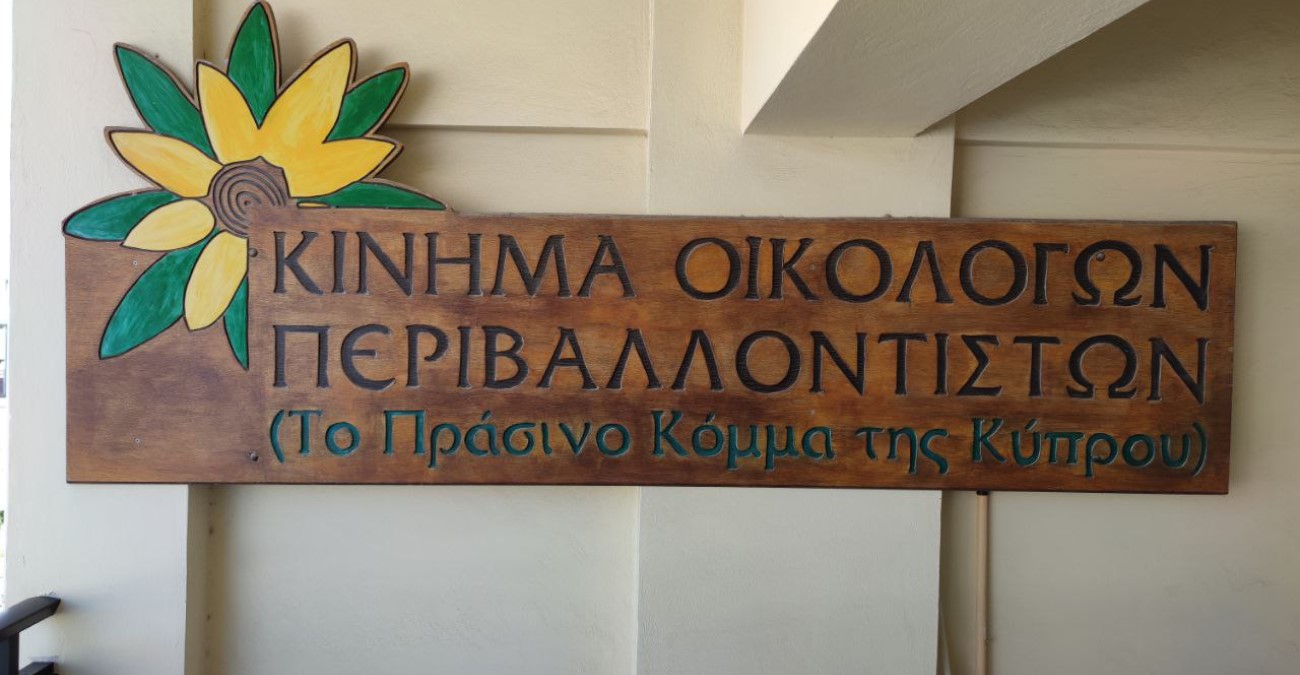 ΚΙΝΗΜΑ ΟΙΚΟΛΟΓΩΝ
ΠΕΡΙΒΑΛΛΟΝΤΙΣΤΩΝ
(Το Πράσινο Κόμμα της Κύπρου)